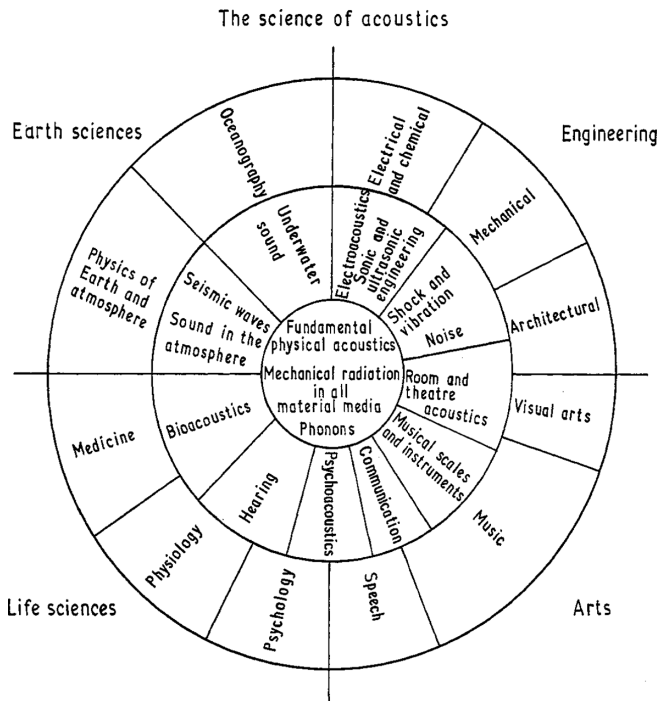 The science of acoustics
Earth sciences
Engineering
Oceanography
Electrical
and chemical
Mechanical
Physics of
Earth and
atmosphere
Architectural
Underwater
sound
Electroacoustics
Sonic and
ultrasonic
engineering
Seismic waves
Sound in the
atmosphere
Shock and
vibration
Noise
Fundamental
physical acoustics
Mechanical radiation
in all
material media
Phonons
Room and
theatre
acoustics
Visual arts
Medicine
Bioacoustics
Musical scales
and instruments
Hearing
Psychoacoustics
Communication
Music
Physiology
Psychology
Speech
Life sciences
Arts